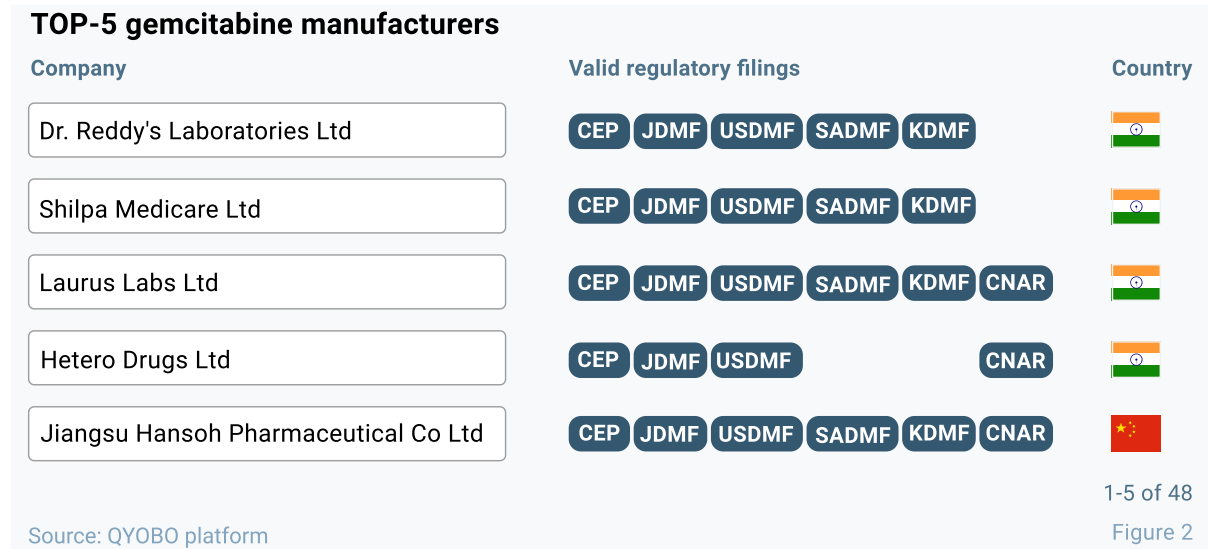 TOP-5 gemcitabine manufacturers
Company Valid regulatory filings Country
Dr. Reddy's Laboratories Ltd CEP JDMF USDMF SADMF KDMF
Shilpa Medicare Ltd CEP JDMF USDMF SADMF KDMF
Laurus Labs Ltd CEP JDMF USDMF SADMF KDMF CNAR
Hetero Drugs Ltd CEP JDMF USDMF CNAR
Jiangsu Hansoh Pharmaceutical Co Ltd CEP JDMF USDMF SADMF KDMF CNAR
1-5 of 48
Source: QYOBO platform Figure 2